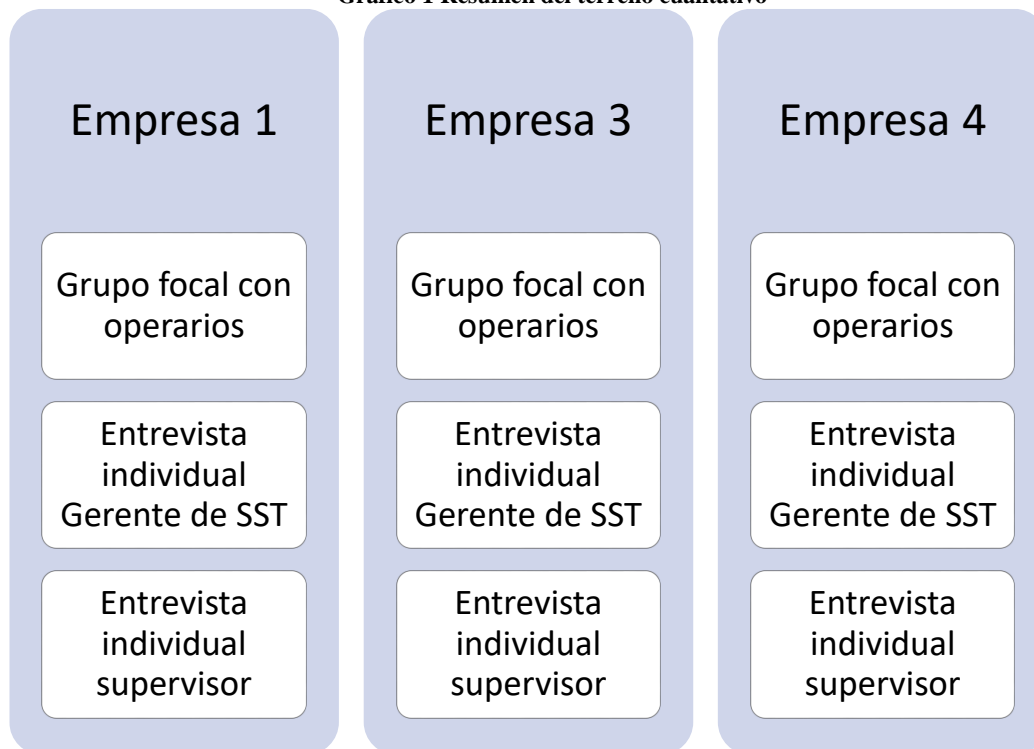 Gráfico 1 Resumen del terreno cualitativo
Empresa 1
Grupo focal con
operarios
Entrevista
individual
Gerente de SST
Entrevista
individual
supervisor
Empresa 3
Grupo focal con
operarios
Entrevista
individual
Gerente de SST
Entrevista
individual
supervisor
Empresa 4
Grupo focal con
operarios
Entrevista
individual
Gerente de SST
Entrevista
individual
supervisor